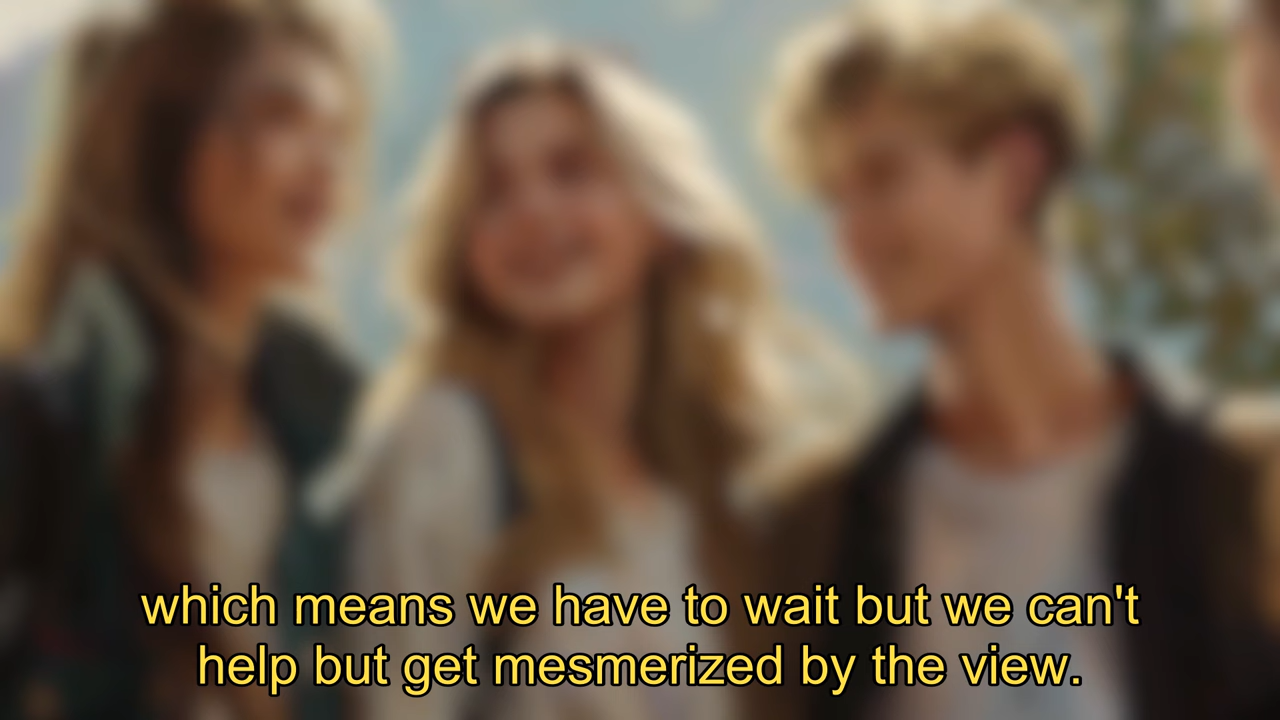 which means we have to wait but we can't
help but get mesmerized by the view.